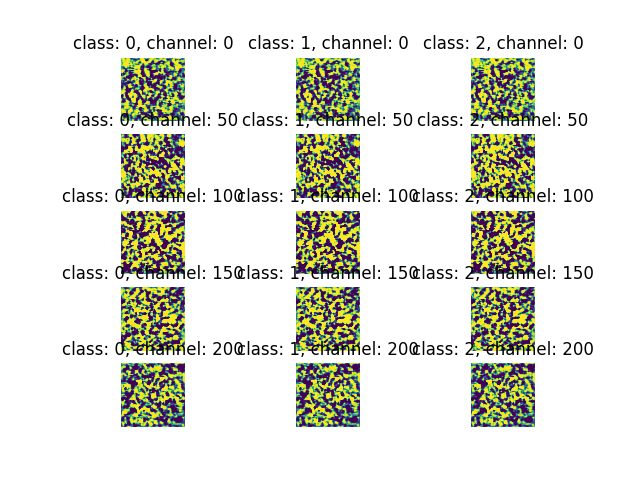 class: 0, channel: 0 class: 1, channel: 0 class: 2, channel: 0
class: 0, channel: 50 class: 1, channel: 50 class: 2, channel: 50
class: 0, channel: 100 class: 1, channel: 100 class: 2, channel: 100
class: 0, channel: 150 class: 1, channel: 150 class: 2, channel: 150
class: 0, channel: 200 class: 1, channel: 200 class: 2, channel: 200